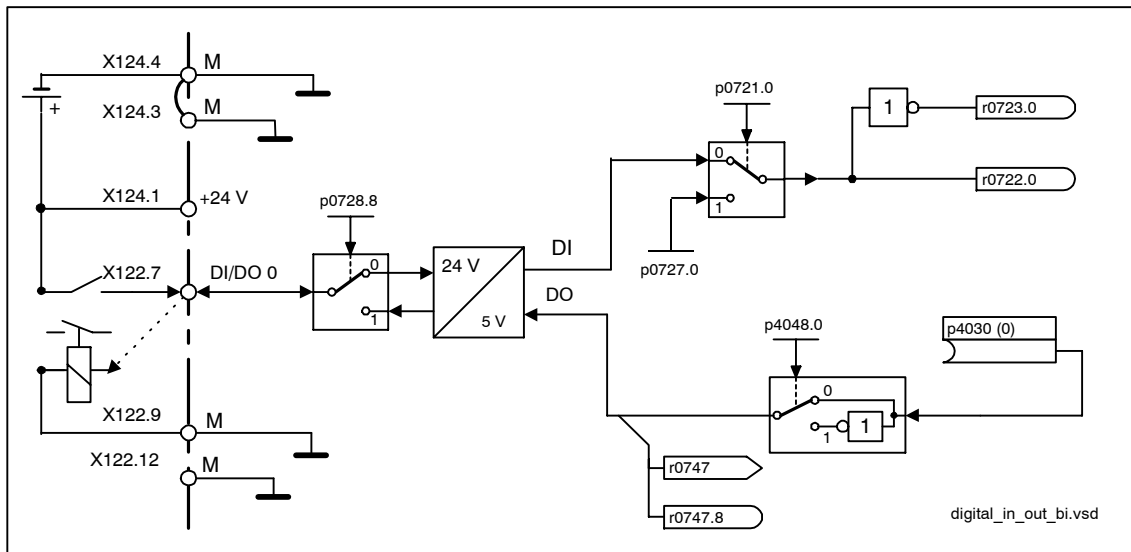 X124.4
M
+
X124.3
M
X124.1
+24 V
X122.7
DI/DO 0
p0728.8
0
1
24 V
5 V
DI
DO
p0721.0
0
1
p0727.0
1
r0723.0
r0722.0
p4048.0
0
1
1
p4030 (0)
r0747
r0747.8
X122.9
M
X122.12
M
digital_in_out_bi.vsd